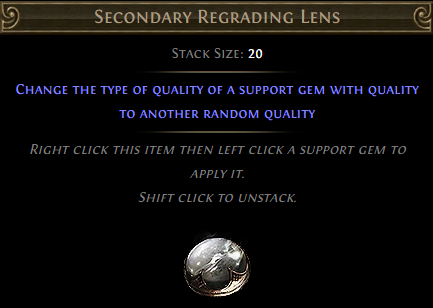 Secondary Regrading Lens
Stack Size: 20
Change the type of quality of a support gem with quality
to another random quality
Right click this item then left click a support gem to
apply it.
Shift click to unstack.